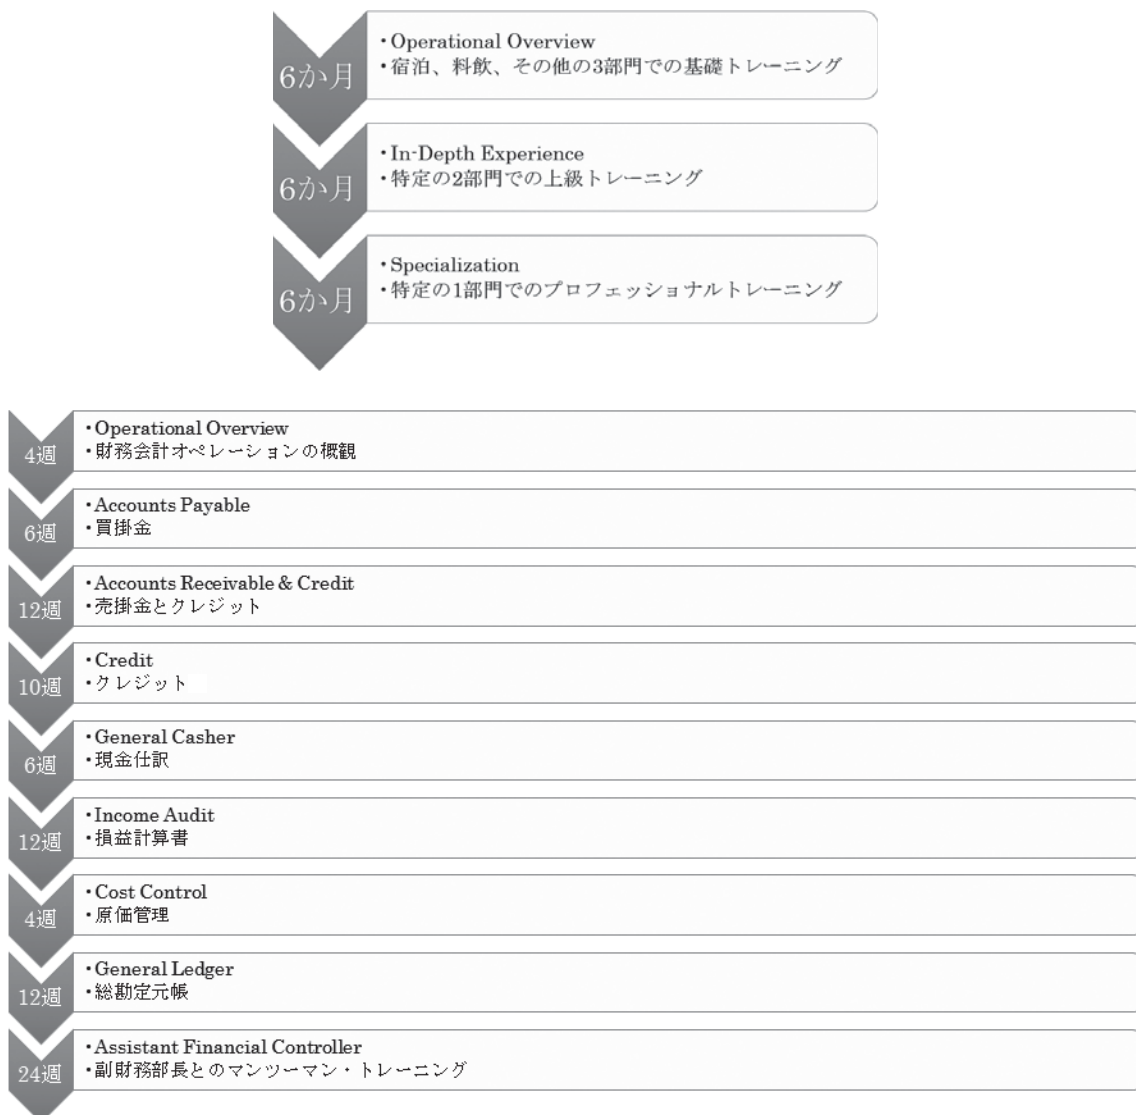 6か月
・Operational Overview
・宿泊、料飲、その他の3部門での基礎トレーニング
6か月
・In-Depth Experience
・特定の2部門での上級トレーニング
6か月
・Specialization
・特定の1部門でのプロフェッショナルトレーニング
4週
・Operational Overview
・財務会計オペレーションの概観
6週
・Accounts Payable
・買掛金
12週
・Accounts Receivable & Credit
・売掛金とクレジット
10週
・Credit
・クレジット
6週
・General Casher
・現金仕訳
12週
・Income Audit
・損益計算書
4週
・Cost Control
・原価管理
12週
・General Ledger
・総勘定元帳
24週
・Assistant Financial Controller
・副財務部長とのマンツーマン・トレーニング